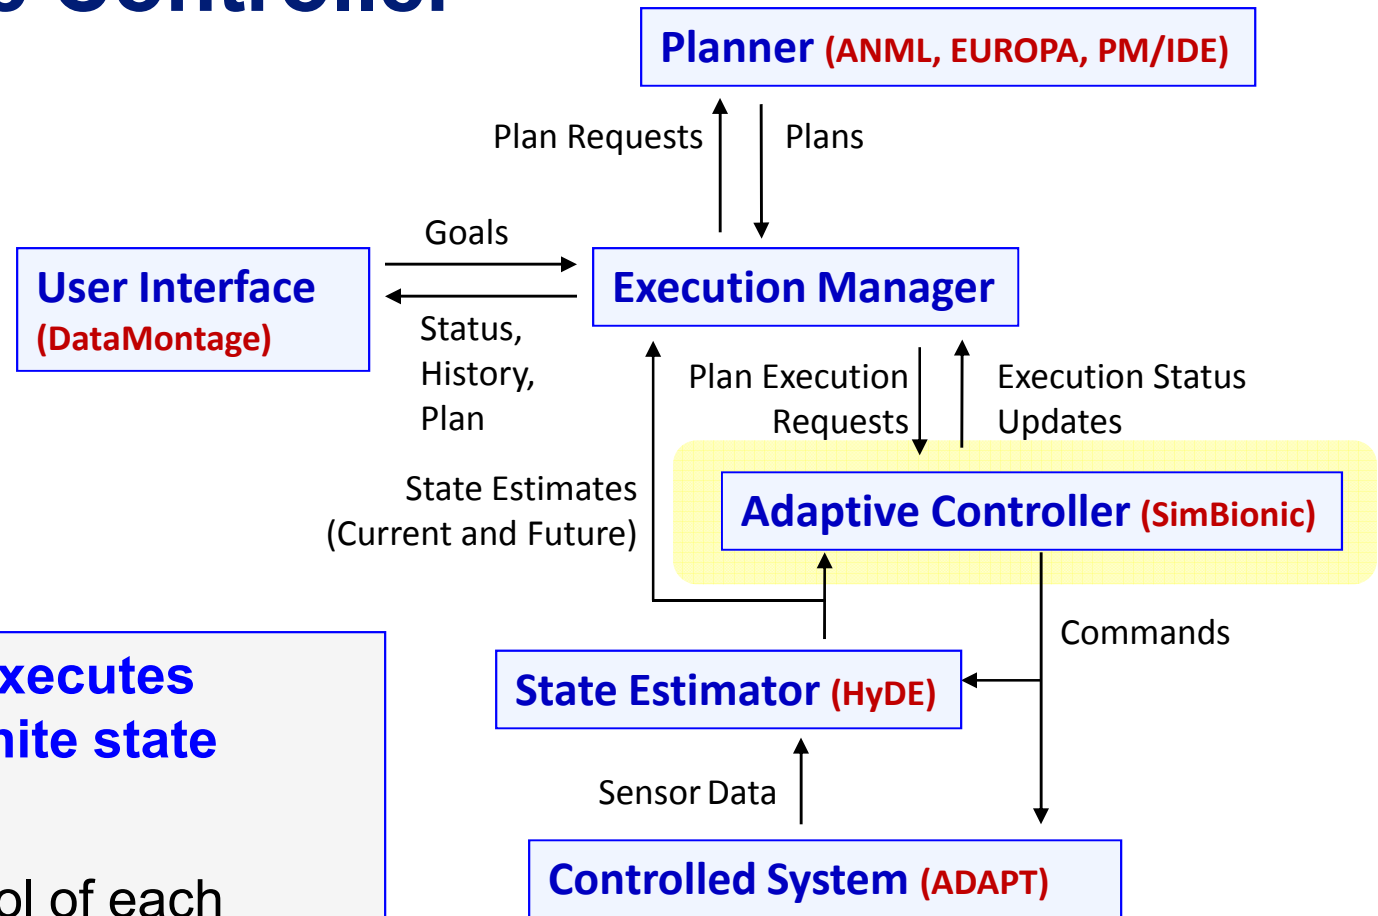 Controller
Planner (ANML, EUROPA, PM/IDE)
Plan Requests
Plans
Goals
User Interface
(DataMontage)
Execution Manager
Status,
History,
Plan
Plan Execution
Requests
Execution Status
Updates
State Estimates
(Current and Future)
Adaptive Controller (SimBionic)
Commands
xecutes
nite state
State Estimator (HyDE)
Sensor Data
ol of each
Controlled System (ADAPT)